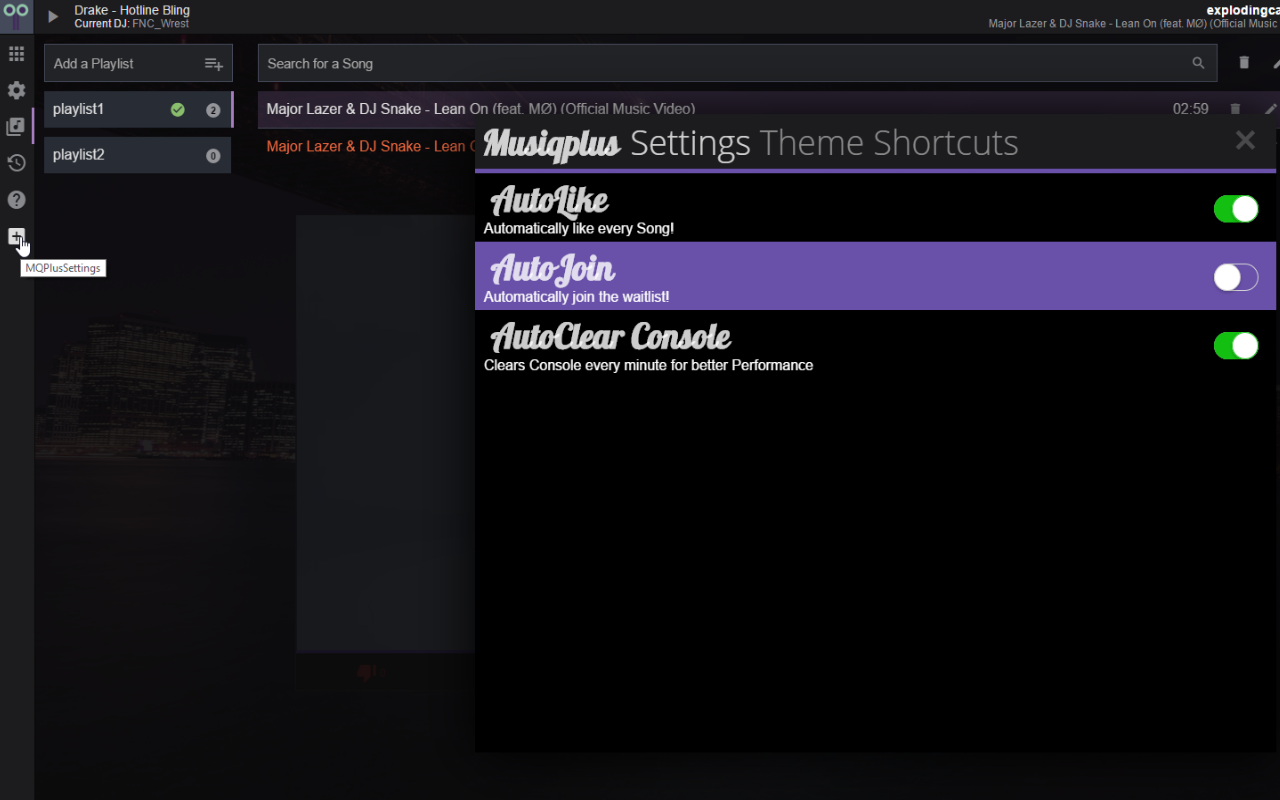 Drake - Hotline Bling
Current DJ: FNC_Wrest
explodingca
Major Lazer & DJ Snake - Lean On (feat. MØ) (Official Music
Add a Playlist
Search for a Song
playlist1
2
playlist2
0
Major Lazer & DJ Snake - Lean On (feat. MØ) (Official Music Video)
02:59
Major Lazer & DJ Snake - Lean
MQPlusSettings
Musiqplus Settings Theme Shortcuts
AutoLike
Automatically like every Song!
AutoJoin
Automatically join the waitlist!
AutoClear Console
Clears Console every minute for better Performance